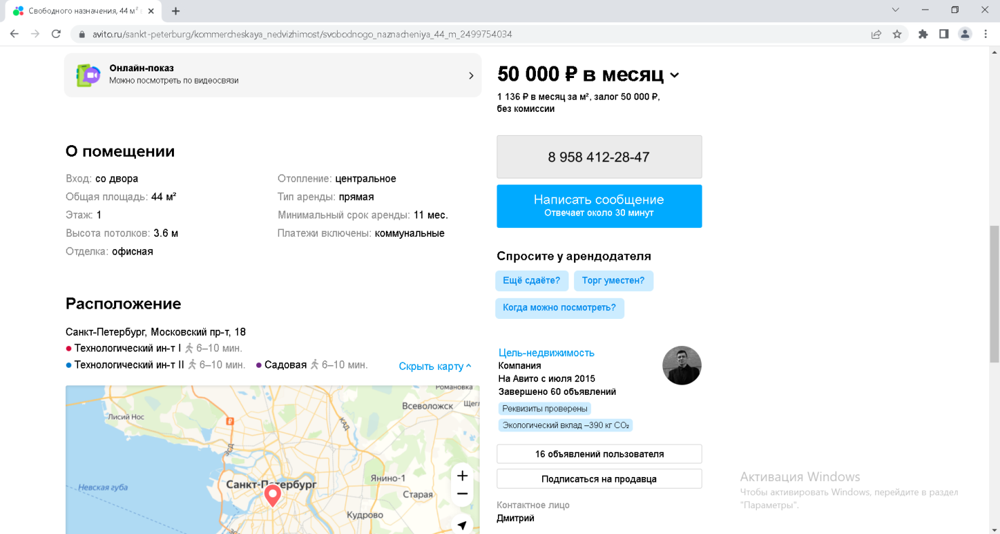 Свободного назначения, 44 м²
avito.ru/sankt-peterburg/kommercheskaya_nedvizhimost/svobodnogo_naznacheniya_44_m_2499754034
Онлайн-показ
Можно посмотреть по видеосвязи
О помещении
Вход: со двора
Общая площадь: 44 м²
Этаж: 1
Высота потолков: 3.6 м
Отделка: офисная
Отопление: центральное
Тип аренды: прямая
Минимальный срок аренды: 11 мес.
Платежи включены: коммунальные
Расположение
Санкт-Петербург, Московский пр-т, 18
Технологический ин-т I 6–10 мин.
Технологический ин-т II 6–10 мин. Садовая 6–10 мин.
Скрыть карту
Романовка
Всеволожск
Щегл
Лисий Нос
КАД
ЗСД
Невская губа
Санкт-Петербург
Янино-1
Старая
Кудрово
ЗСД
50 000 ₽ в месяц
1 136 ₽ в месяц за м², залог 50 000 ₽,
без комиссии
8 958 412-28-47
Написать сообщение
Отвечает около 30 минут
Спросите у арендодателя
Ещё сдаёте? Торг уместен?
Когда можно посмотреть?
Цель-недвижимость
Компания
На Авито с июля 2015
Завершено 60 объявлений
Реквизиты проверены
Экологический вклад –390 кг CO₂
16 объявлений пользователя
Подписаться на продавца
Контактное лицо
Дмитрий
Активация Windows
Чтобы активировать Windows, перейдите в раздел
"Параметры".